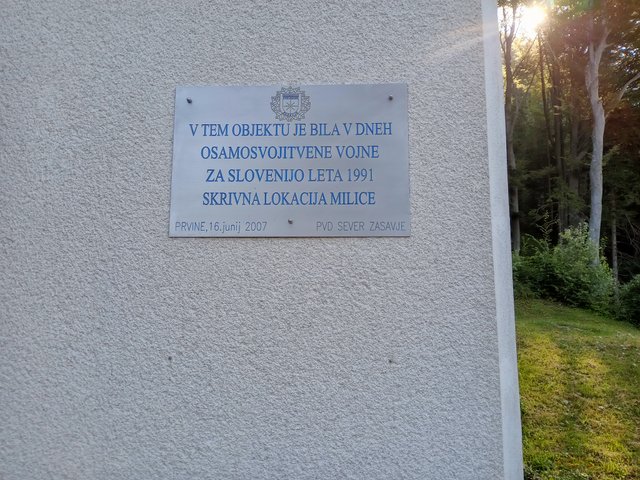 V TEM OBJEKTU JE BILA V DNEH
OSAMOSVOJITVENE VOJNE
ZA SLOVENIJO LETA 1991
SKRIVNA LOKACIJA MILICE
PRVINE, 16. junij 2007 PVD SEVER ZASAVJE